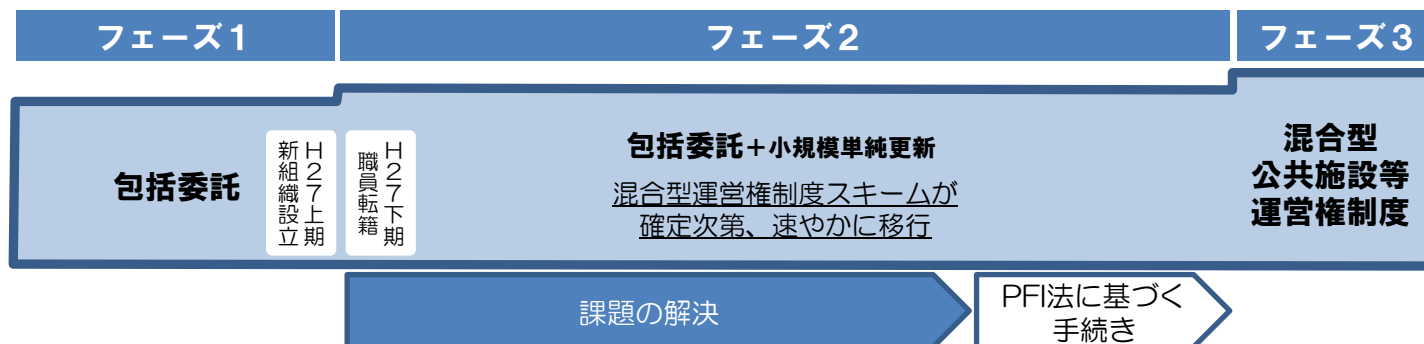 フェーズ１
フェーズ２
フェーズ３
包括委託
Ｈ２７上期
新組織設立
Ｈ２７下期
職員転籍
包括委託＋小規模単純更新
混合型運営権制度スキームが
確定次第、速やかに移行
混合型
公共施設等
運営権制度
課題の解決
PFI法に基づく
手続き